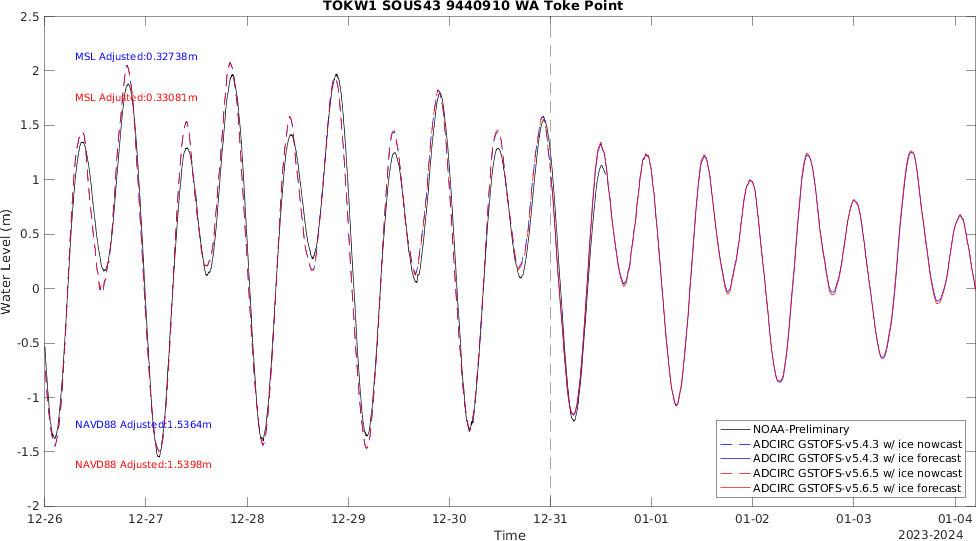 TOKW1 SOUS43 9440910 WA Toke Point
2.5
2
1.5
1
0.5
0
-0.5
-1
-1.5
-2
Water Level (m)
MSL Adjusted:0.32738m
MSL Adjusted:0.33081m
NAVD88 Adjusted:1.5364m
NAVD88 Adjusted:1.5398m
NOAA-Preliminary
ADCIRC GSTOFS-v5.4.3 w/ ice nowcast
ADCIRC GSTOFS-v5.4.3 w/ ice forecast
ADCIRC GSTOFS-v5.6.5 w/ ice nowcast
ADCIRC GSTOFS-v5.6.5 w/ ice forecast
12-26 12-27 12-28 12-29 12-30 12-31 01-01 01-02 01-03 01-04
Time
2023-2024